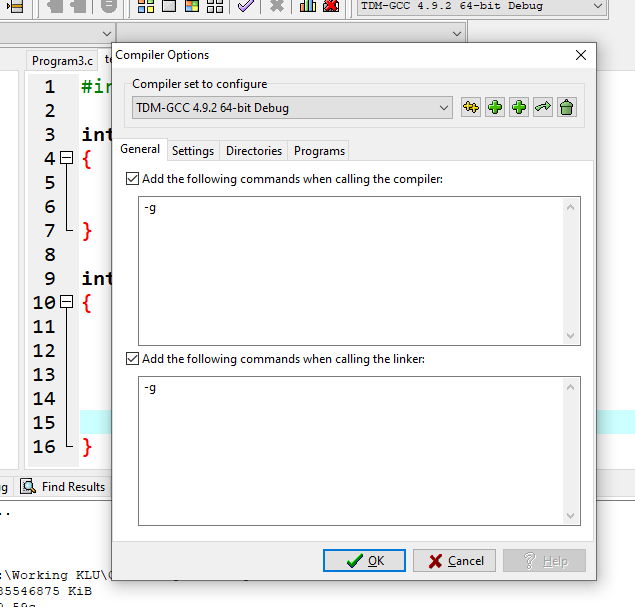 TDM-GCC 4.9.2 64-bit Debug
Program3.c
Compiler Options
Compiler set to configure
TDM-GCC 4.9.2 64-bit Debug
General Settings Directories Programs
Add the following commands when calling the compiler:
-g
Add the following commands when calling the linker:
-g
OK Cancel Help
1 #in
2
3 int
4 {
5
6
7 }
8
9 int
10 {
11
12
13
14
15
16 }
Find Results
:\Working KLU\
35546875 KiB